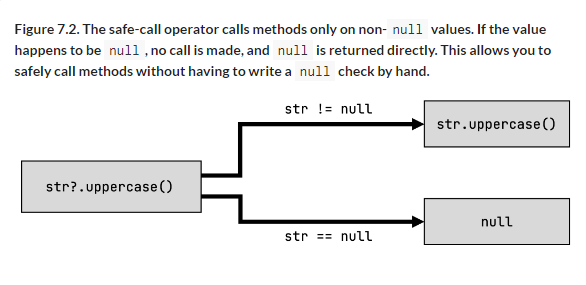 Figure 7.2. The safe-call operator calls methods only on non- null values. If the value
happens to be null , no call is made, and null is returned directly. This allows you to
safely call methods without having to write a null check by hand.
str != null
str.uppercase()
str?.uppercase()
null
str == null